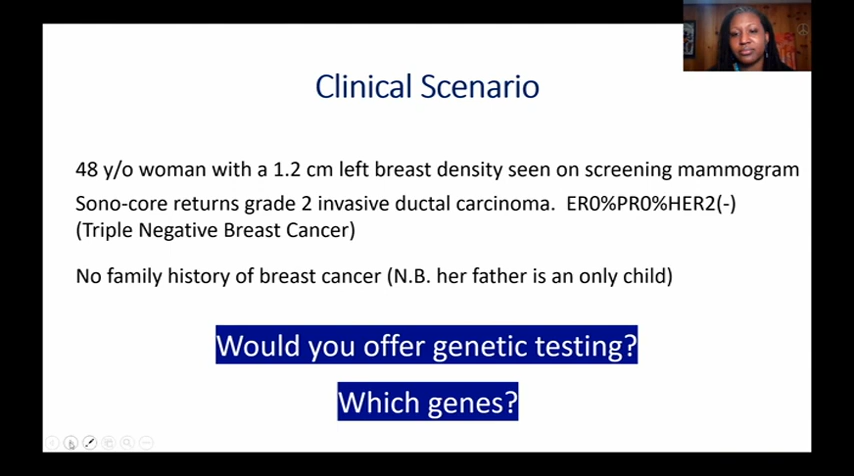 Clinical Scenario
48 y/o woman with a 1.2 cm left breast density seen on screening mammogram
Sono-core returns grade 2 invasive ductal carcinoma.  ER0%PR0%HER2(-)
(Triple Negative Breast Cancer)
No family history of breast cancer (N.B. her father is an only child)
Would you offer genetic testing?
Which genes?